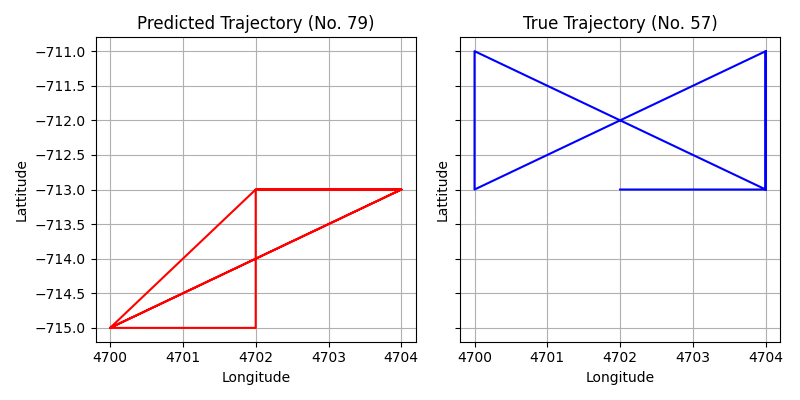 Predicted Trajectory (No. 79)
True Trajectory (No. 57)
Lattitude
−711.0
−711.5
−712.0
−712.5
−713.0
−713.5
−714.0
−714.5
−715.0
4700 4701 4702 4703 4704
Longitude
Lattitude
4700 4701 4702 4703 4704
Longitude